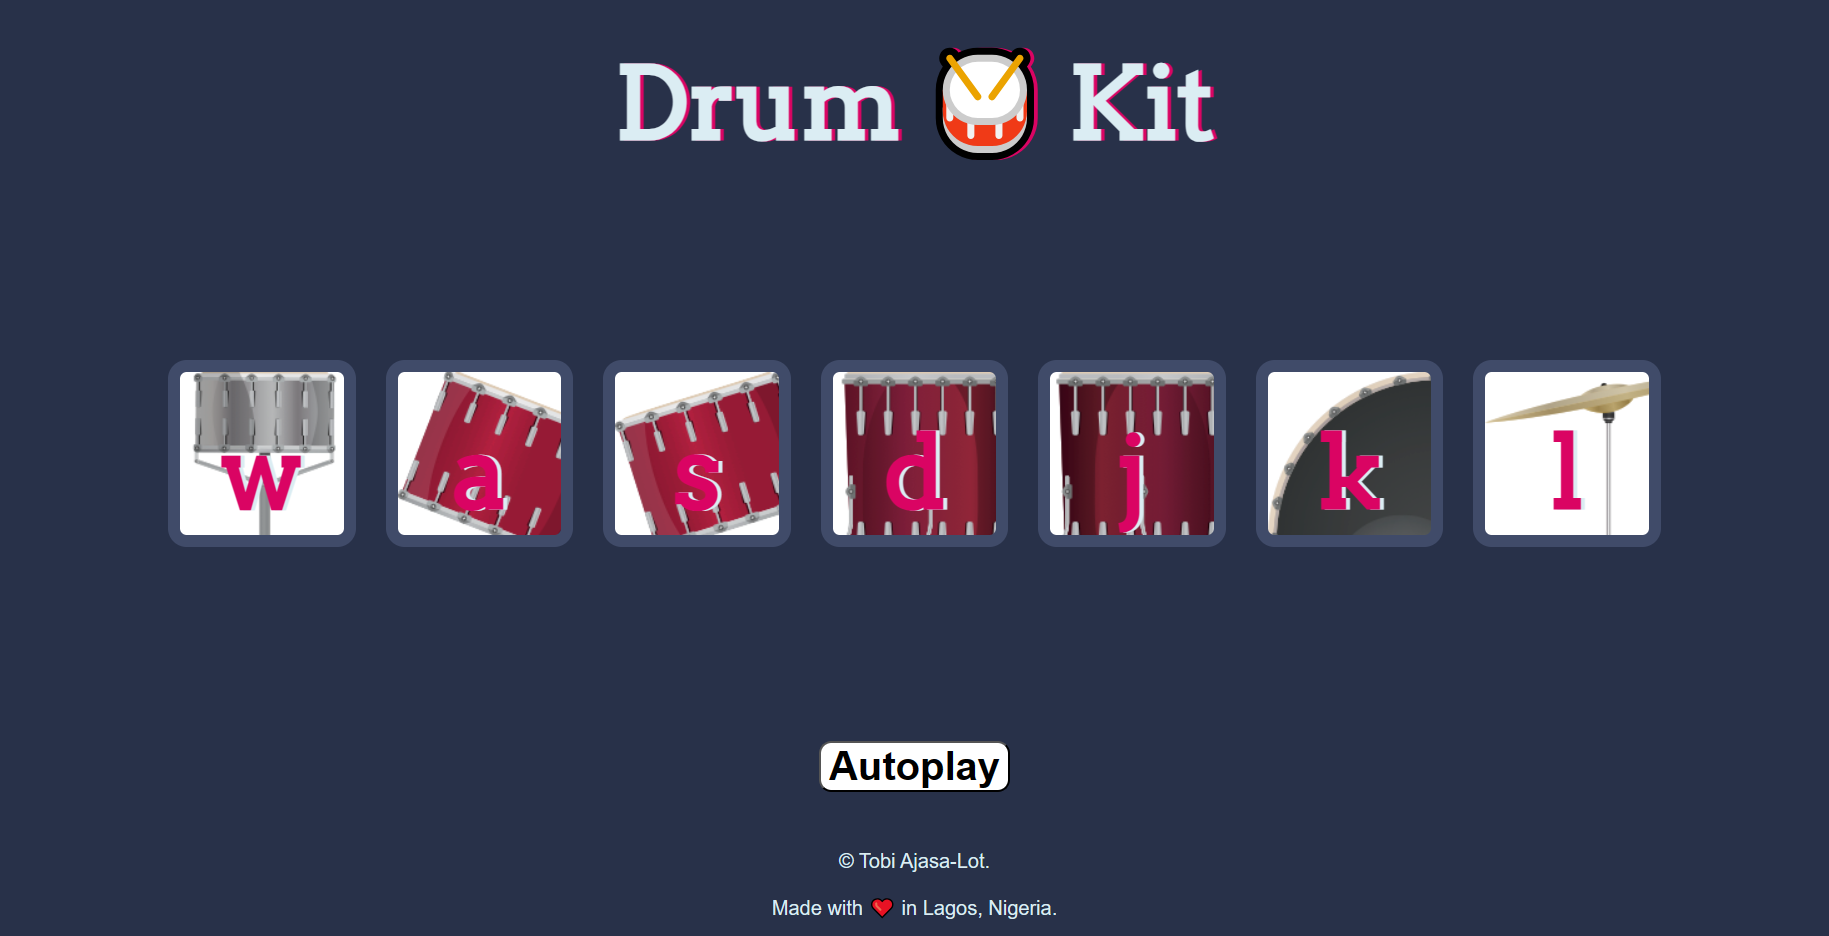 Drum 🥁 Kit
w a s d j k l
Autoplay
© Tobi Ajasa-Lot.
Made with ❤️ in Lagos, Nigeria.